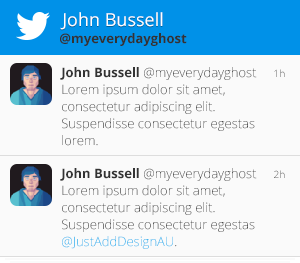 John Bussell
@myeverydayghost
John Bussell @myeverydayghost 1h
Lorem ipsum dolor sit amet,
consectetur adipiscing elit.
Suspendisse consectetur egestas
lorem.
John Bussell @myeverydayghost 2h
Lorem ipsum dolor sit amet,
consectetur adipiscing elit.
Suspendisse consectetur egestas
@JustAddDesignAU.